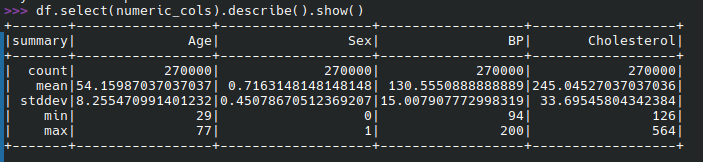 >>> df.select(numeric_cols).describe().show()
+-------+-----------------+-------------------+------------------+------------------+
|summary|              Age|                Sex|                BP|       Cholesterol|
+-------+-----------------+-------------------+------------------+------------------+
|  count|           270000|             270000|            270000|            270000|
|   mean|54.15987037037037| 0.7163148148148148| 130.5550888888889|245.04527037037036|
| stddev|8.255470991401232|0.45078670512369207|15.007907772998319| 33.69545804342384|
|    min|               29|                  0|                94|               126|
|    max|               77|                  1|               200|               564|
+-------+-----------------+-------------------+------------------+------------------+